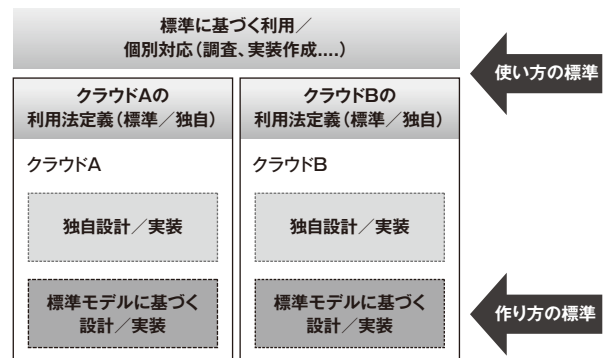 標準に基づく利用／
個別対応（調査、実装作成....）
使い方の標準
クラウドAの
利用法定義（標準／独自）
クラウドBの
利用法定義（標準／独自）
クラウドA
クラウドB
独自設計／実装
独自設計／実装
標準モデルに基づく
設計／実装
標準モデルに基づく
設計／実装
作り方の標準